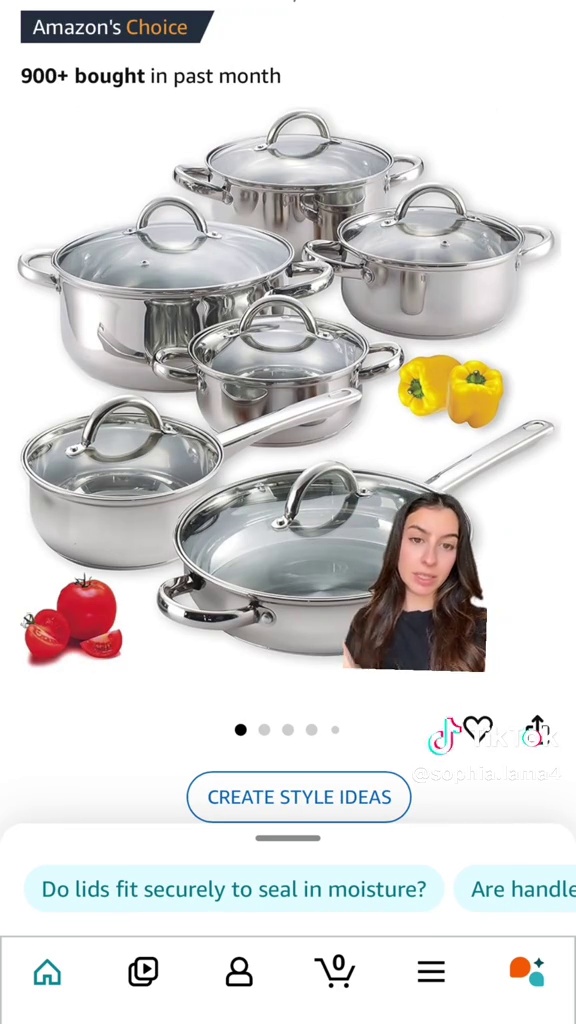 Amazon's Choice
900+ bought in past month
TikTok
@sophia.lama4
CREATE STYLE IDEAS
Do lids fit securely to seal in moisture?
Are handle
0